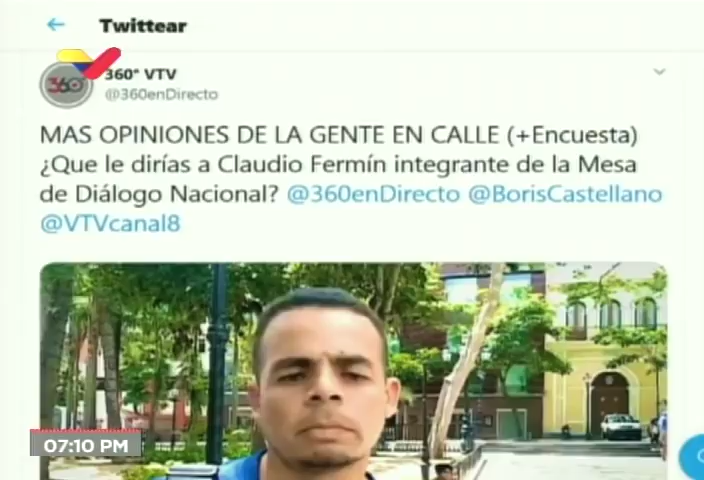 Twittear
360
360° VTV
@360enDirecto
MAS OPINIONES DE LA GENTE EN CALLE (+Encuesta)
¿Que le dirías a Claudio Fermín integrante de la Mesa
de Diálogo Nacional? @360enDirecto @BorisCastellano
@VTVcanal8
07:10 PM